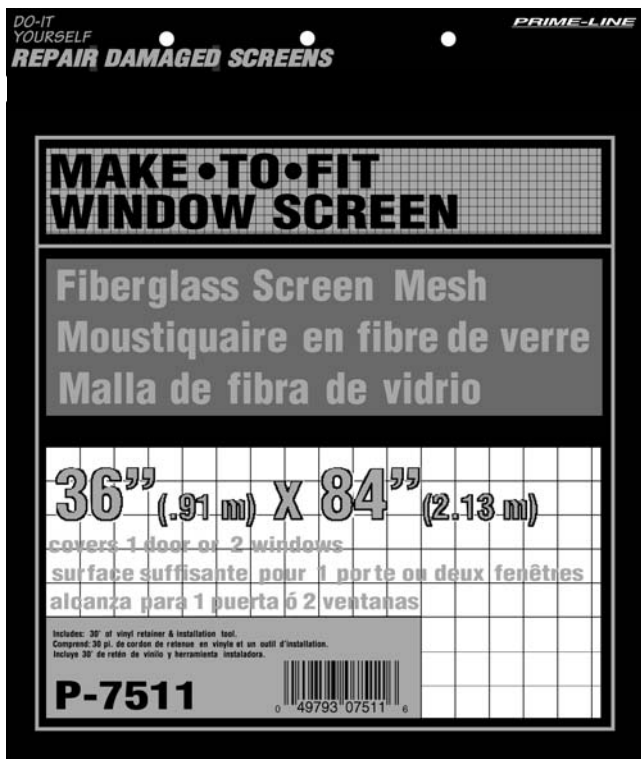 DO-IT
YOURSELF
PRIME-LINE
REPAIR DAMAGED SCREENS
MAKE•TO•FIT
WINDOW SCREEN
Fiberglass Screen Mesh
Moustiquaire en fibre de verre
Malla de fibra de vidrio
36” (.91 m) X 84” (2.13 m)
covers 1 door or 2 windows
surface suffisante pour 1 porte ou deux fenêtres
alcanza para 1 puerta ó 2 ventanas
Includes: 30' of vinyl retainer & installation tool.
Comprend: 30 pi. de cordon de retenue en vinyle et un outil d'installation.
Incluye 30' de retén de vinilo y herramienta instaladora.
P-7511
0 49793 07511 6